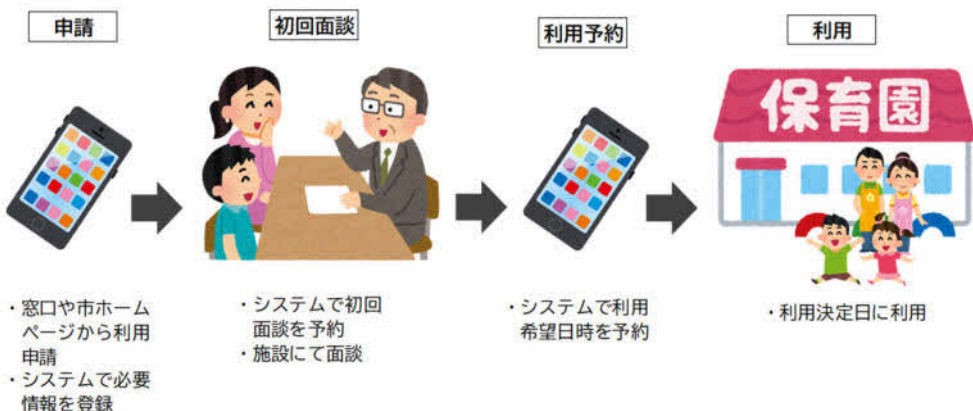 申請
初回面談
利用予約
利用
保育園
・窓口や市ホーム
ページから利用
申請
・システムで必要
情報を登録
・システムで初回
面談を予約
・施設にて面談
・システムで利用
希望日時を予約
・利用決定日に利用